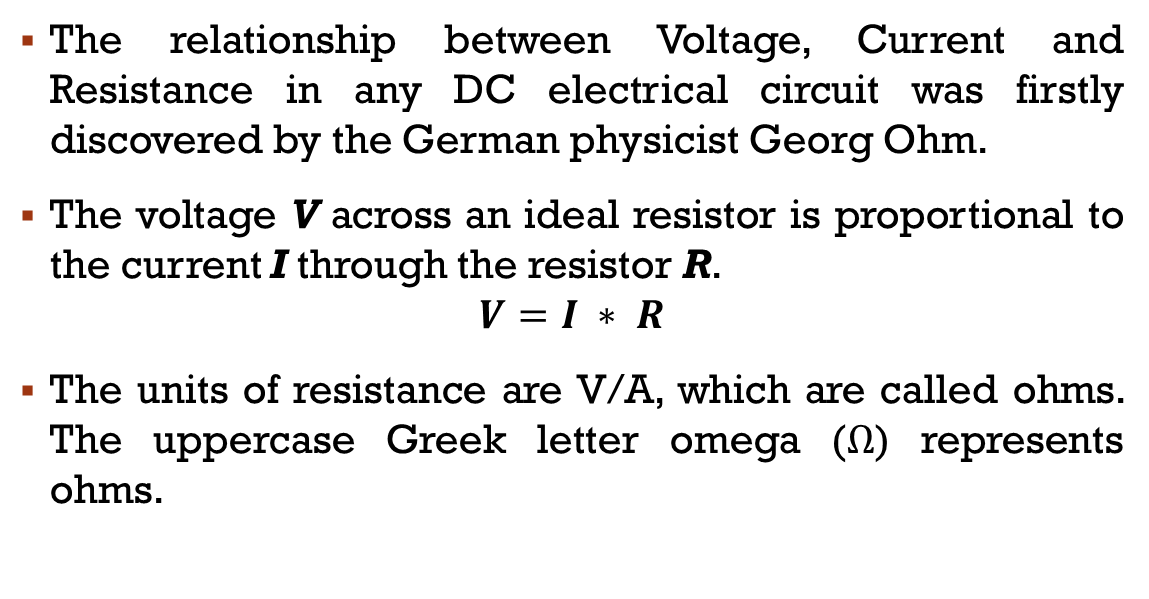 ▪ The relationship between Voltage, Current and
Resistance in any DC electrical circuit was firstly
discovered by the German physicist Georg Ohm.
▪ The voltage V across an ideal resistor is proportional to
the current I through the resistor R.
V = I ∗ R
▪ The units of resistance are V/A, which are called ohms.
The uppercase Greek letter omega (Ω) represents
ohms.